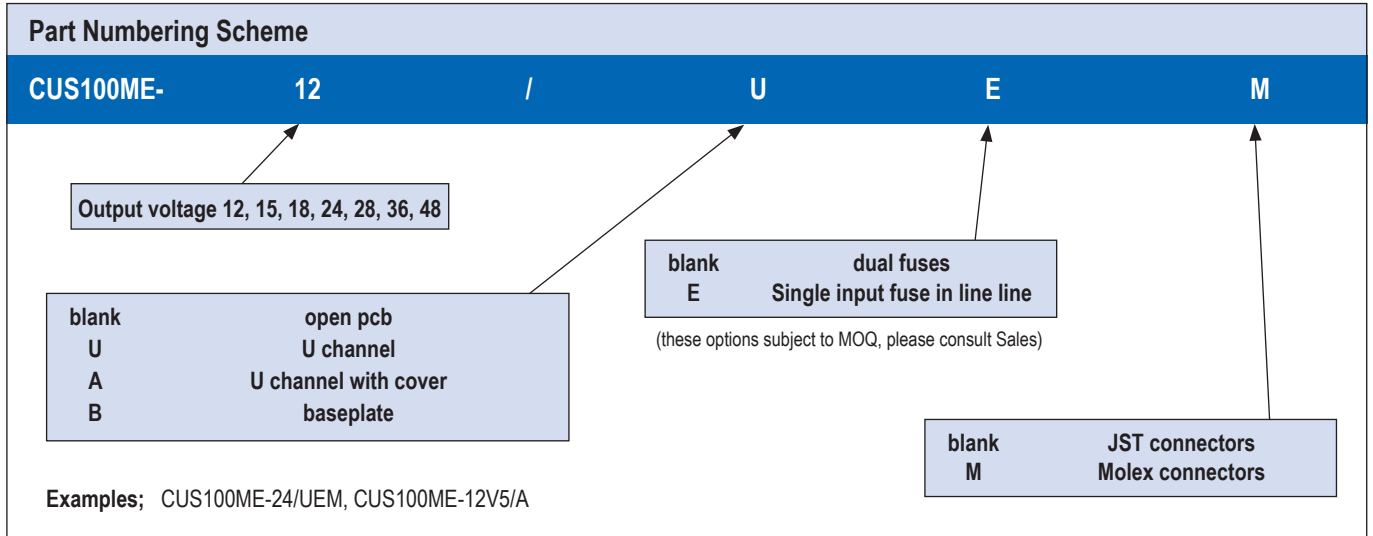 Part Numbering Scheme
CUS100ME- 12 / U E M
Output voltage 12, 15, 18, 24, 28, 36, 48
blank dual fuses
E Single input fuse in line line
(these options subject to MOQ, please consult Sales)
blank open pcb
U U channel
A U channel with cover
B baseplate
blank JST connectors
M Molex connectors
Examples; CUS100ME-24/UEM, CUS100ME-12V5/A